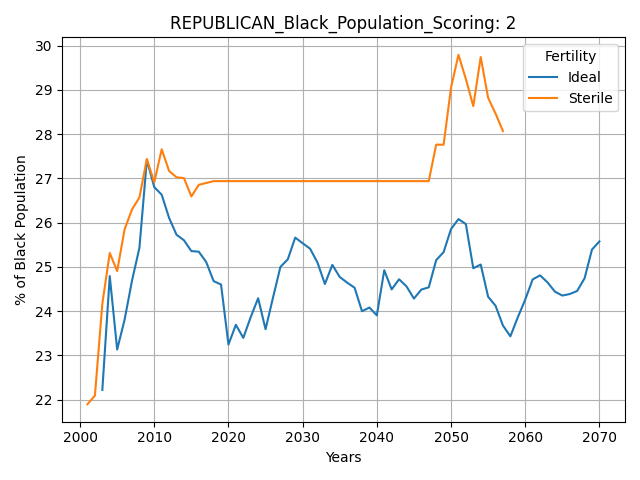 REPUBLICAN_Black_Population_Scoring: 2
Fertility
Ideal
Sterile
% of Black Population
30
29
28
27
26
25
24
23
22
2000 2010 2020 2030 2040 2050 2060 2070
Years